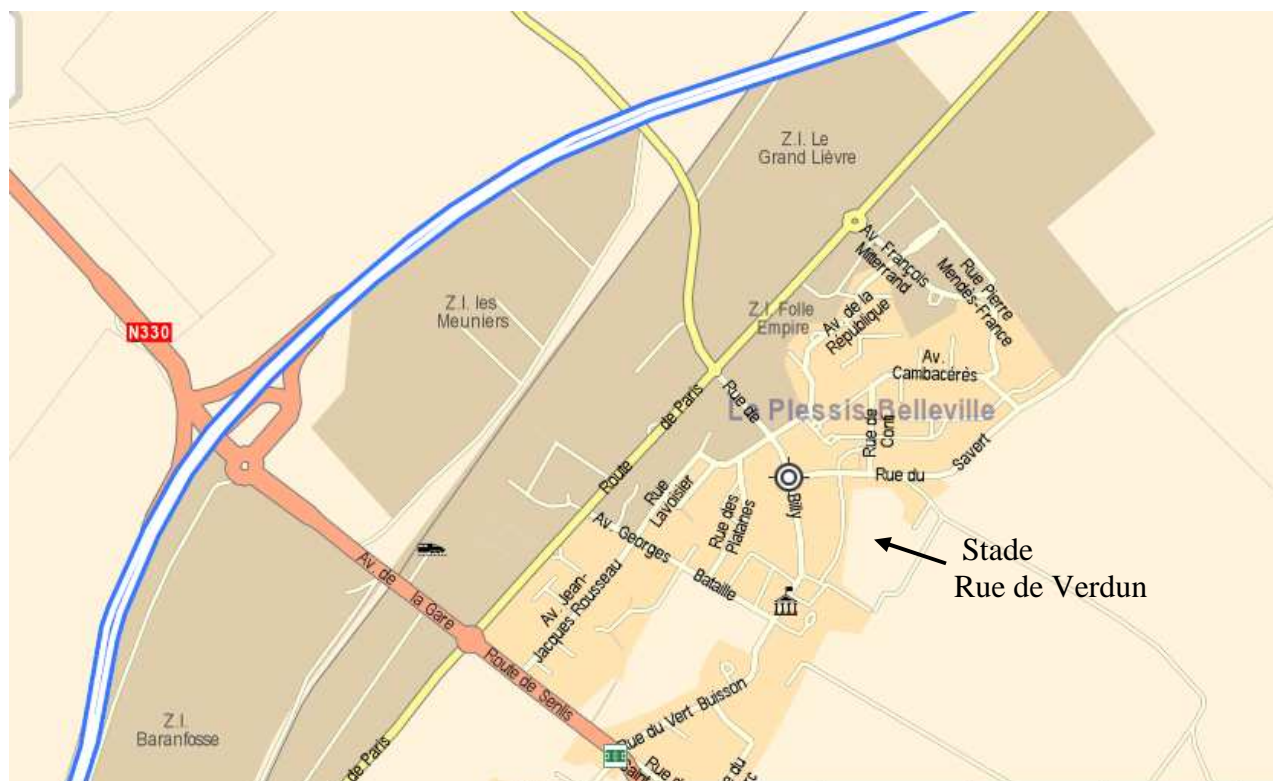 Z.I. Le
Grand Lièvre
Av. François
Mitterrand
Rue Pierre
Mendès-France
Z.I. les
Meuniers
Z.I. Folle
Empire
Av. de la
République
N330
Av.
Cambacérès
de Paris
Rue de
Le Plessis Belleville
Rue de
Conti
Rue du
Savert
Route
Rue
Lavoisier
Rue des
Platanes
Billy
Av. Georges
Bataille
Stade
Rue de Verdun
Av. de
la Gare
Av. Jean-
Jacques Rousseau
Route de Senlis
Z.I.
Baranfosse
Rue du Vert Buisson
de Paris